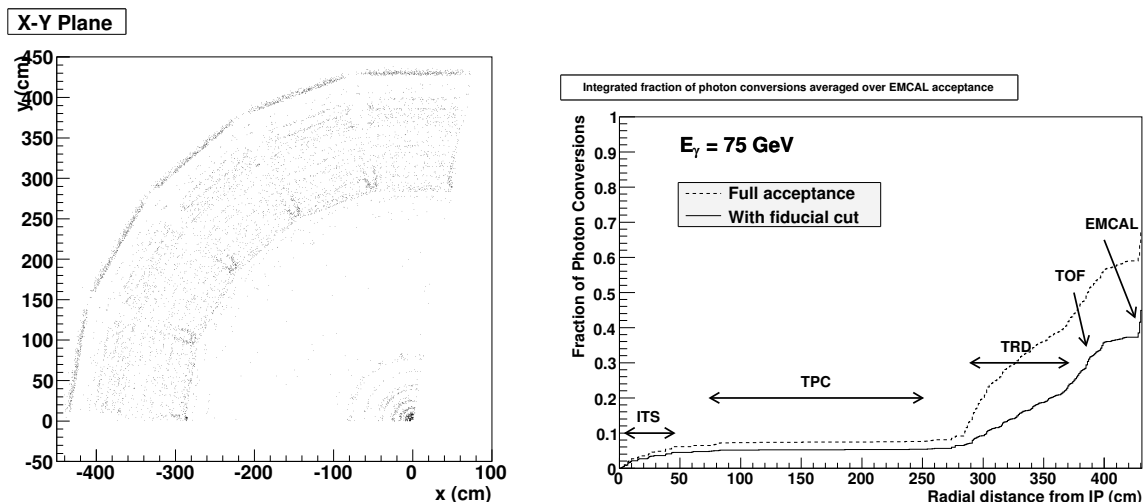 X-Y Plane
y (cm)
450
400
350
300
250
200
150
100
50
0
-50
-400 -300 -200 -100 0 100
x (cm)
Integrated fraction of photon conversions averaged over EMCAL acceptance
Fraction of Photon Conversions
1
0.9
0.8
0.7
0.6
0.5
0.4
0.3
0.2
0.1
0
Eγ = 75 GeV
Full acceptance
With fiducial cut
EMCAL
TOF
TRD
TPC
ITS
0 50 100 150 200 250 300 350 400
Radial distance from IP (cm)